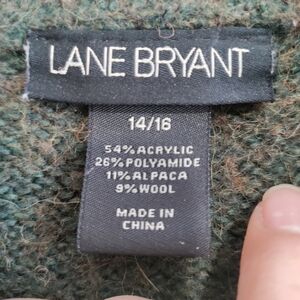 LANE BRYANT
14/16
54% ACRYLIC
26% POLYAMIDE
11% ALPACA
9% WOOL
MADE IN
CHINA